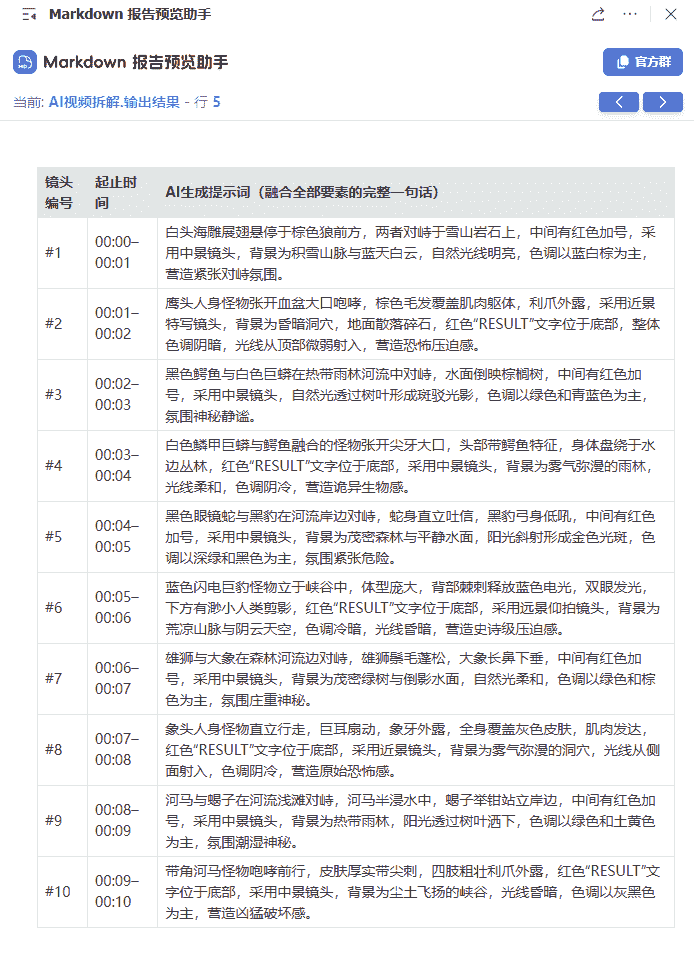 Markdown 报告预览助手
Markdown 报告预览助手
官方群
当前: AI视频拆解.输出结果 - 行 5
镜头编号 起止时间 AI生成提示词（融合全部要素的完整一句话）
#1 00:00–00:01
白头海雕展翅悬停于棕色狼前方，两者对峙于雪山岩石上，中间有红色加号，采
用中景镜头，背景为积雪山脉与蓝天白云，自然光线明亮，色调以蓝白棕为主，
营造紧张对峙氛围。
#2 00:01–00:02
鹰头人身怪物张开血盆大口咆哮，棕色毛发覆盖肌肉躯体，利爪外露，采用近景
特写镜头，背景为昏暗洞穴，地面散落碎石，红色“RESULT”文字位于底部，整体
色调阴暗，光线从顶部微弱射入，营造恐怖压迫感。
#3 00:02–00:03
黑色鳄鱼与白色巨蟒在热带雨林河流中对峙，水面倒映棕榈树，中间有红色加
号，采用中景镜头，自然光透过树叶形成斑驳光影，色调以绿色和青蓝色为主，
氛围神秘静谧。
#4 00:03–00:04
白色鳞甲巨蟒与鳄鱼融合的怪物张开尖牙大口，头部带鳄鱼特征，身体盘绕于水
边丛林，红色“RESULT”文字位于底部，采用中景镜头，背景为雾气弥漫的雨林，
光线柔和，色调阴冷，营造诡异生物感。
#5 00:04–00:05
黑色眼镜蛇与黑豹在河流岸边对峙，蛇身直立吐信，黑豹弓身低吼，中间有红色
加号，采用中景镜头，背景为茂密森林与平静水面，阳光斜射形成金色光斑，色
调以深绿和黑色为主，氛围紧张危险。
#6 00:05–00:06
蓝色闪电巨豹怪物立于峡谷中，体型庞大，背部棘刺释放蓝色电光，双眼发光，
下方有渺小人类剪影，红色“RESULT”文字位于底部，采用远景仰拍镜头，背景为
荒凉山脉与阴云天空，色调冷暗，光线昏暗，营造史诗级压迫感。
#7 00:06–00:07
雄狮与大象在森林河流边对峙，雄狮鬃毛蓬松，大象长鼻下垂，中间有红色加
号，采用中景镜头，背景为茂密绿树与倒影水面，自然光柔和，色调以绿色和棕
色为主，氛围庄重神秘。
#8 00:07–00:08
象头人身怪物直立行走，巨耳扇动，象牙外露，全身覆盖灰色皮肤，肌肉发达，
红色“RESULT”文字位于底部，采用近景镜头，背景为雾气弥漫的洞穴，光线从侧
面射入，色调阴冷，营造原始恐怖感。
#9 00:08–00:09
河马与蝎子在河流浅滩对峙，河马半浸水中，蝎子举钳站立岸边，中间有红色加
号，采用中景镜头，背景为热带雨林，阳光透过树叶洒下，色调以绿色和土黄色
为主，氛围潮湿神秘。
#10 00:09–00:10
带角河马怪物咆哮前行，皮肤厚实带尖刺，四肢粗壮利爪外露，红色“RESULT”文
字位于底部，采用中景镜头，背景为尘土飞扬的峡谷，光线昏暗，色调以灰黑色
为主，营造凶猛破坏感。